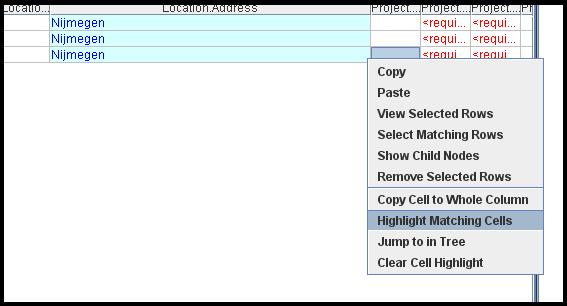 Locatio... Location.Address Project... Project... Project... Pr
Nijmegen <requi... <requi...
Nijmegen <requi... <requi...
Nijmegen <requi... <requi...
Copy
Paste
View Selected Rows
Select Matching Rows
Show Child Nodes
Remove Selected Rows
Copy Cell to Whole Column
Highlight Matching Cells
Jump to in Tree
Clear Cell Highlight